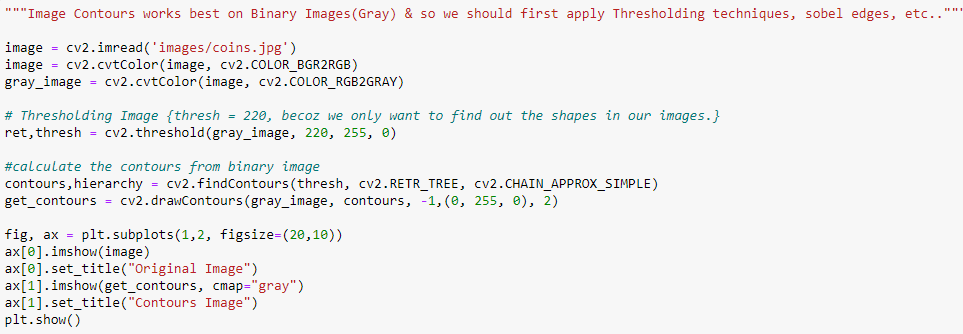 """Image Contours works best on Binary Images(Gray) & so we should first apply Thresholding techniques, sobel edges, etc.."""
image = cv2.imread('images/coins.jpg')
image = cv2.cvtColor(image, cv2.COLOR_BGR2RGB)
gray_image = cv2.cvtColor(image, cv2.COLOR_RGB2GRAY)
# Thresholding Image {thresh = 220, becoz we only want to find out the shapes in our images.}
ret,thresh = cv2.threshold(gray_image, 220, 255, 0)
#calculate the contours from binary image
contours,hierarchy = cv2.findContours(thresh, cv2.RETR_TREE, cv2.CHAIN_APPROX_SIMPLE)
get_contours = cv2.drawContours(gray_image, contours, -1,(0, 255, 0), 2)
fig, ax = plt.subplots(1,2, figsize=(20,10))
ax[0].imshow(image)
ax[0].set_title("Original Image")
ax[1].imshow(get_contours, cmap="gray")
ax[1].set_title("Contours Image")
plt.show()